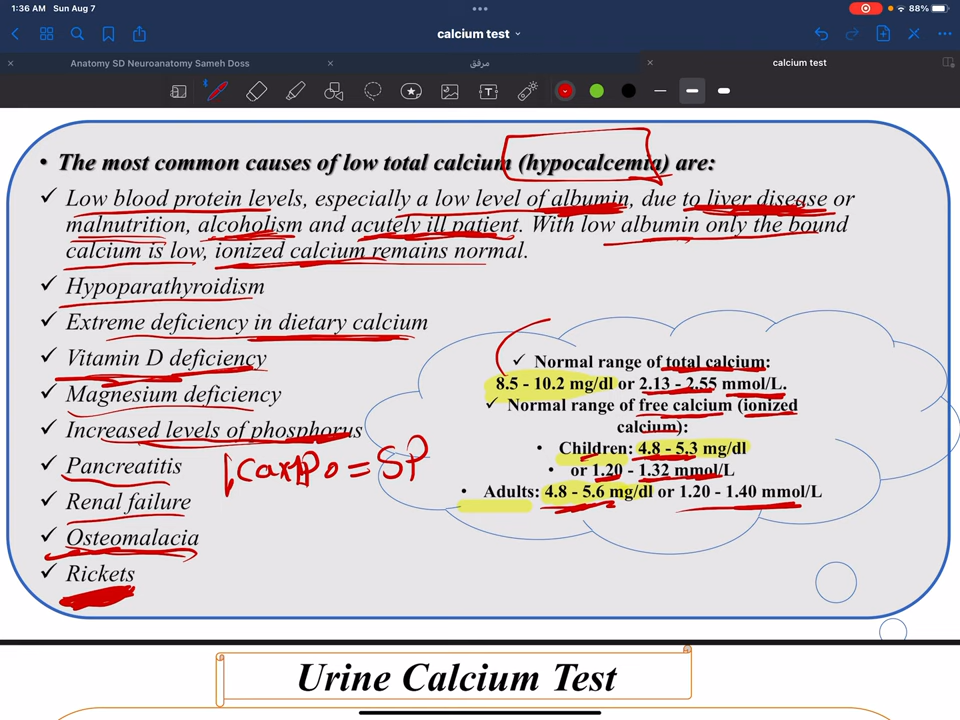 1:36 AM Sun Aug 7
88%
calcium test
Anatomy SD Neuroanatomy Sameh Doss
مرفق
calcium test
• The most common causes of low total calcium (hypocalcemia) are:
✓ Low blood protein levels, especially a low level of albumin, due to liver disease or
malnutrition, alcoholism and acutely ill patient. With low albumin only the bound
calcium is low, ionized calcium remains normal.
✓ Hypoparathyroidism
✓ Extreme deficiency in dietary calcium
✓ Vitamin D deficiency
✓ Magnesium deficiency
✓ Increased levels of phosphorus
✓ Pancreatitis
✓ Renal failure
✓ Osteomalacia
✓ Rickets
= SP
✓ Normal range of total calcium:
8.5 - 10.2 mg/dl or 2.13 - 2.55 mmol/L.
✓ Normal range of free calcium (ionized
calcium):
• Children: 4.8 - 5.3 mg/dl
• or 1.20 - 1.32 mmol/L
• Adults: 4.8 - 5.6 mg/dl or 1.20 - 1.40 mmol/L
Urine Calcium Test